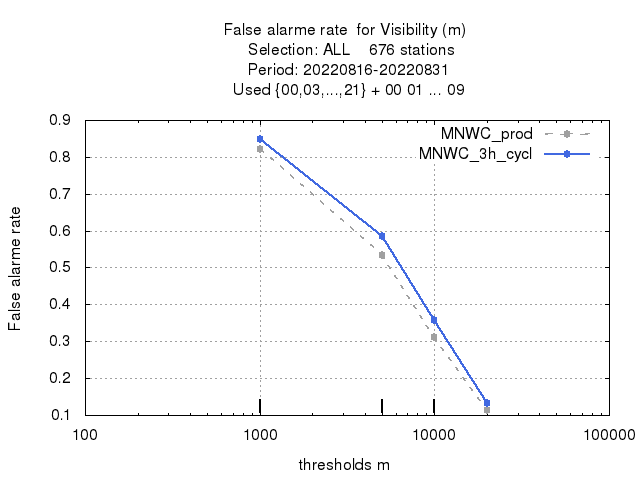 False alarme rate  for Visibility (m)
Selection: ALL    676 stations
Period: 20220816-20220831
Used {00,03,...,21} + 00 01 ... 09
MNWC_prod
MNWC_3h_cycl
False alarme rate
0.9
0.8
0.7
0.6
0.5
0.4
0.3
0.2
0.1
100
1000
10000
100000
thresholds m